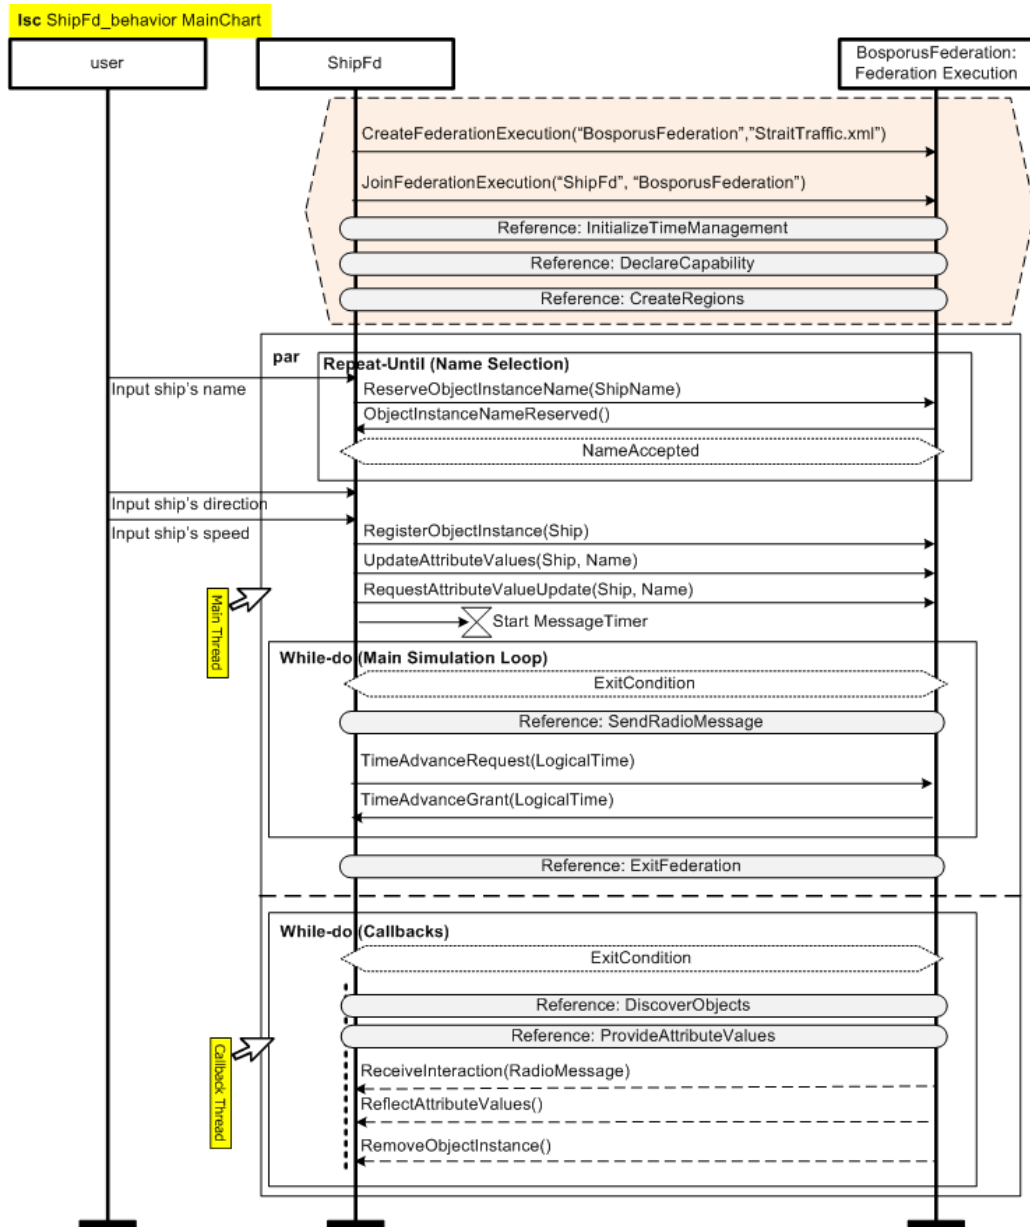 lsc ShipFd_behavior MainChart
user
ShipFd
BosporusFederation:
Federation Execution
CreateFederationExecution(“BosporusFederation”,”StraitTraffic.xml”)
JoinFederationExecution(“ShipFd”, “BosporusFederation”)
Reference: InitializeTimeManagement
Reference: DeclareCapability
Reference: CreateRegions
par
Repeat-Until (Name Selection)
Input ship’s name
ReserveObjectInstanceName(ShipName)
ObjectInstanceNameReserved()
NameAccepted
Input ship’s direction
Input ship’s speed
RegisterObjectInstance(Ship)
UpdateAttributeValues(Ship, Name)
RequestAttributeValueUpdate(Ship, Name)
Start MessageTimer
Main Thread
While-do (Main Simulation Loop)
ExitCondition
Reference: SendRadioMessage
TimeAdvanceRequest(LogicalTime)
TimeAdvanceGrant(LogicalTime)
Reference: ExitFederation
While-do (Callbacks)
ExitCondition
Reference: DiscoverObjects
Reference: ProvideAttributeValues
Callback Thread
ReceiveInteraction(RadioMessage)
ReflectAttributeValues()
RemoveObjectInstance()